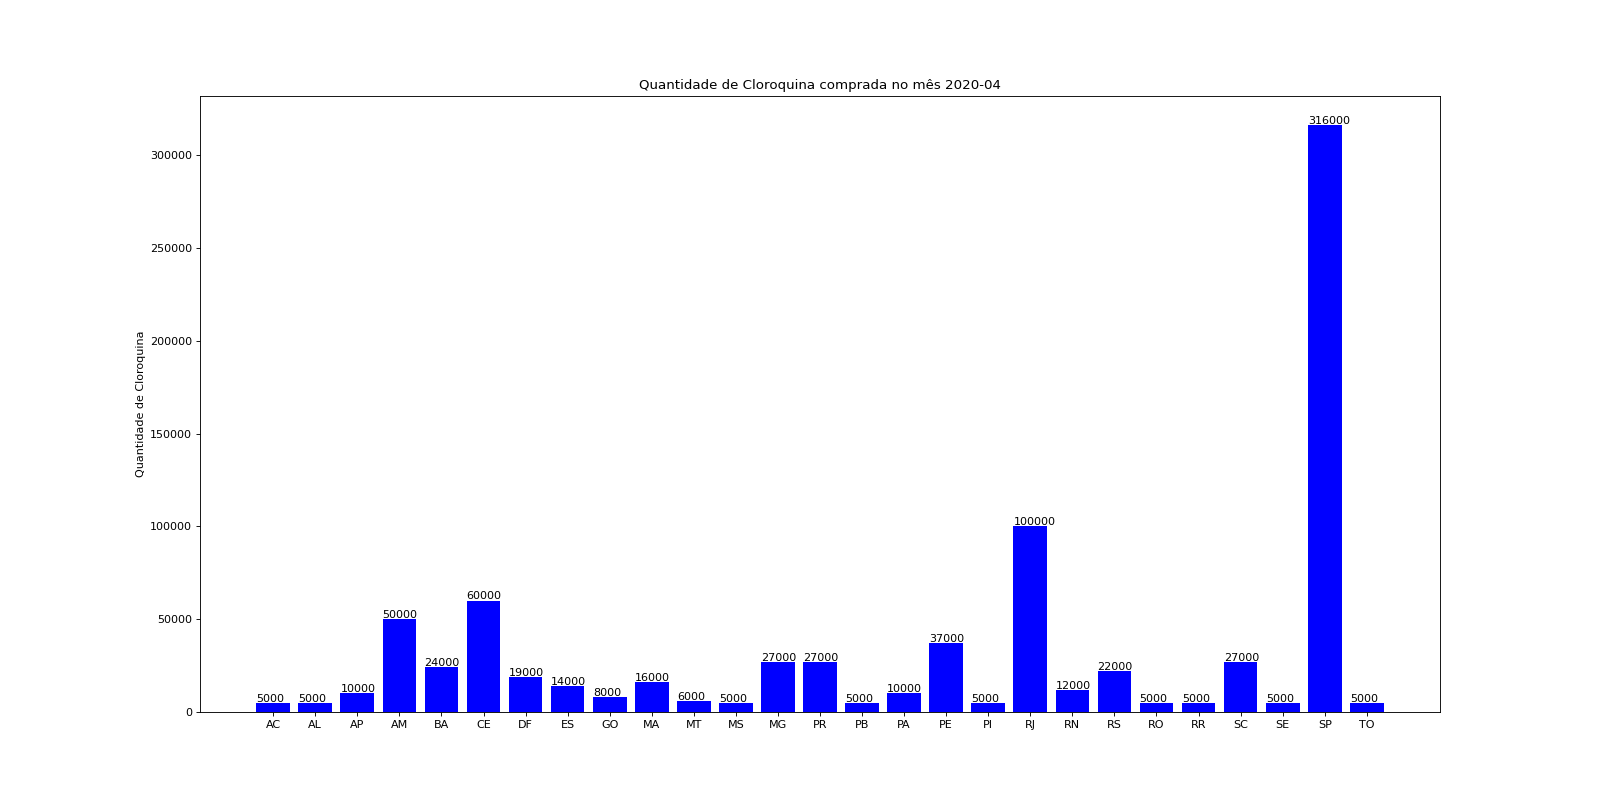 Quantidade de Cloroquina comprada no mês 2020-04
Quantidade de Cloroquina
300000
250000
200000
150000
100000
50000
0
5000 5000 10000 50000 24000 60000 19000 14000 8000 16000 6000 5000 27000 27000 5000 10000 37000 5000 100000 12000 22000 5000 5000 27000 5000 316000 5000
AC AL AP AM BA CE DF ES GO MA MT MS MG PR PB PA PE PI RJ RN RS RO RR SC SE SP TO